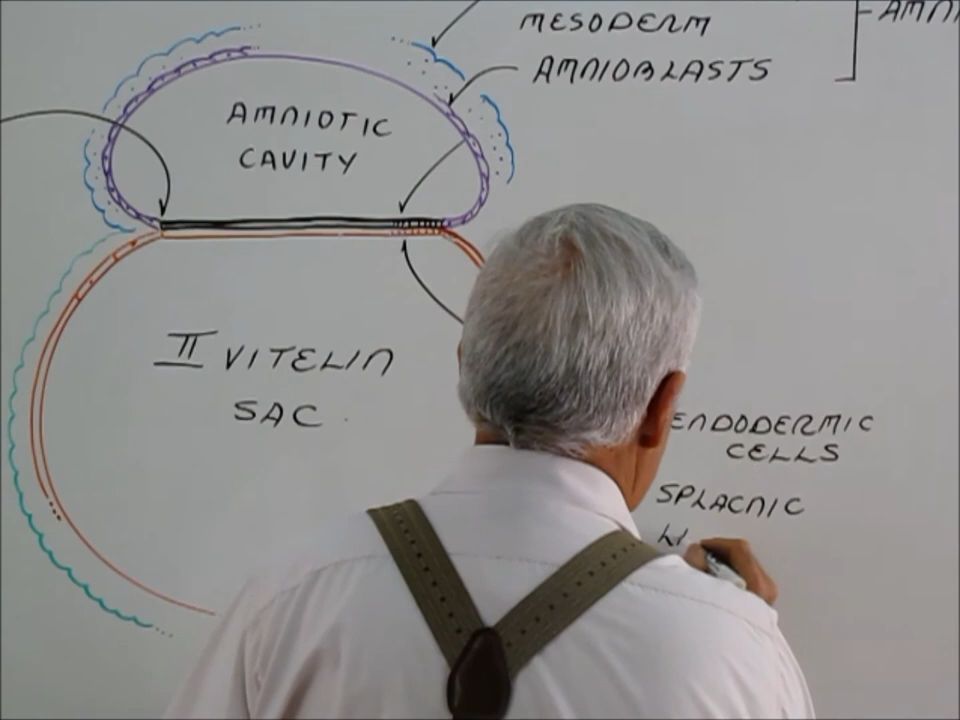 MESODERM
AMNI
AMNIOBLASTS
AMNIOTIC
CAVITY
II VITELIN
SAC
ENDODERMIC
CELLS
SPLACNIC